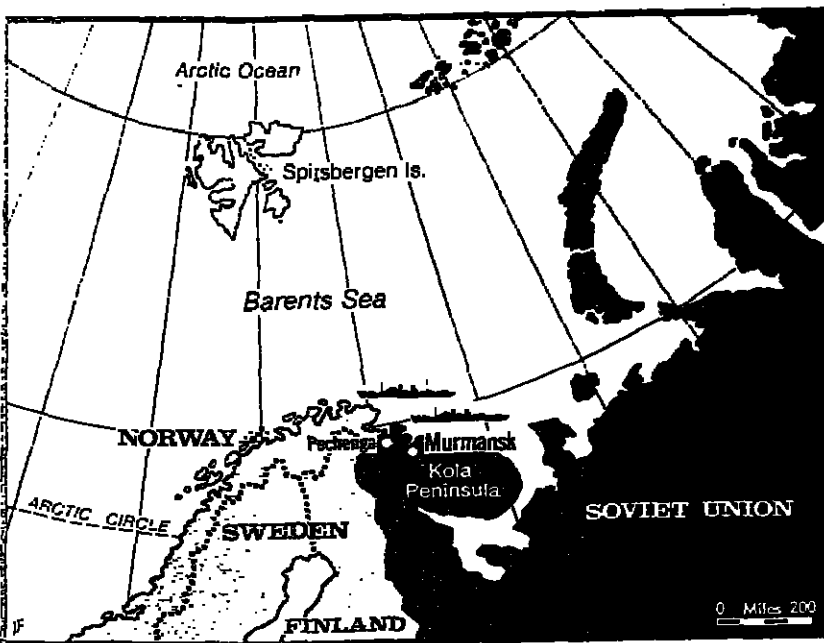 Arctic Ocean
Spitsbergen Is.
Barents Sea
NORWAY
Pechenga
Murmansk
Kola
Peninsula
ARCTIC CIRCLE
SOVIET UNION
SWEDEN
FINLAND
0 Miles 200